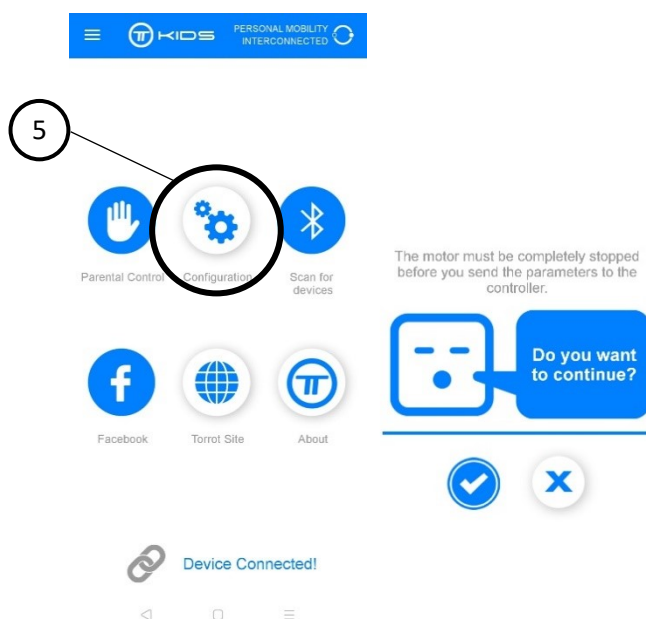 KIDS
PERSONAL MOBILITY
INTERCONNECTED
5
Parental Control
Configuration
Scan for
devices
Facebook
Torrot Site
About
Device Connected!
The motor must be completely stopped
before you send the parameters to the
controller.
Do you want
to continue?